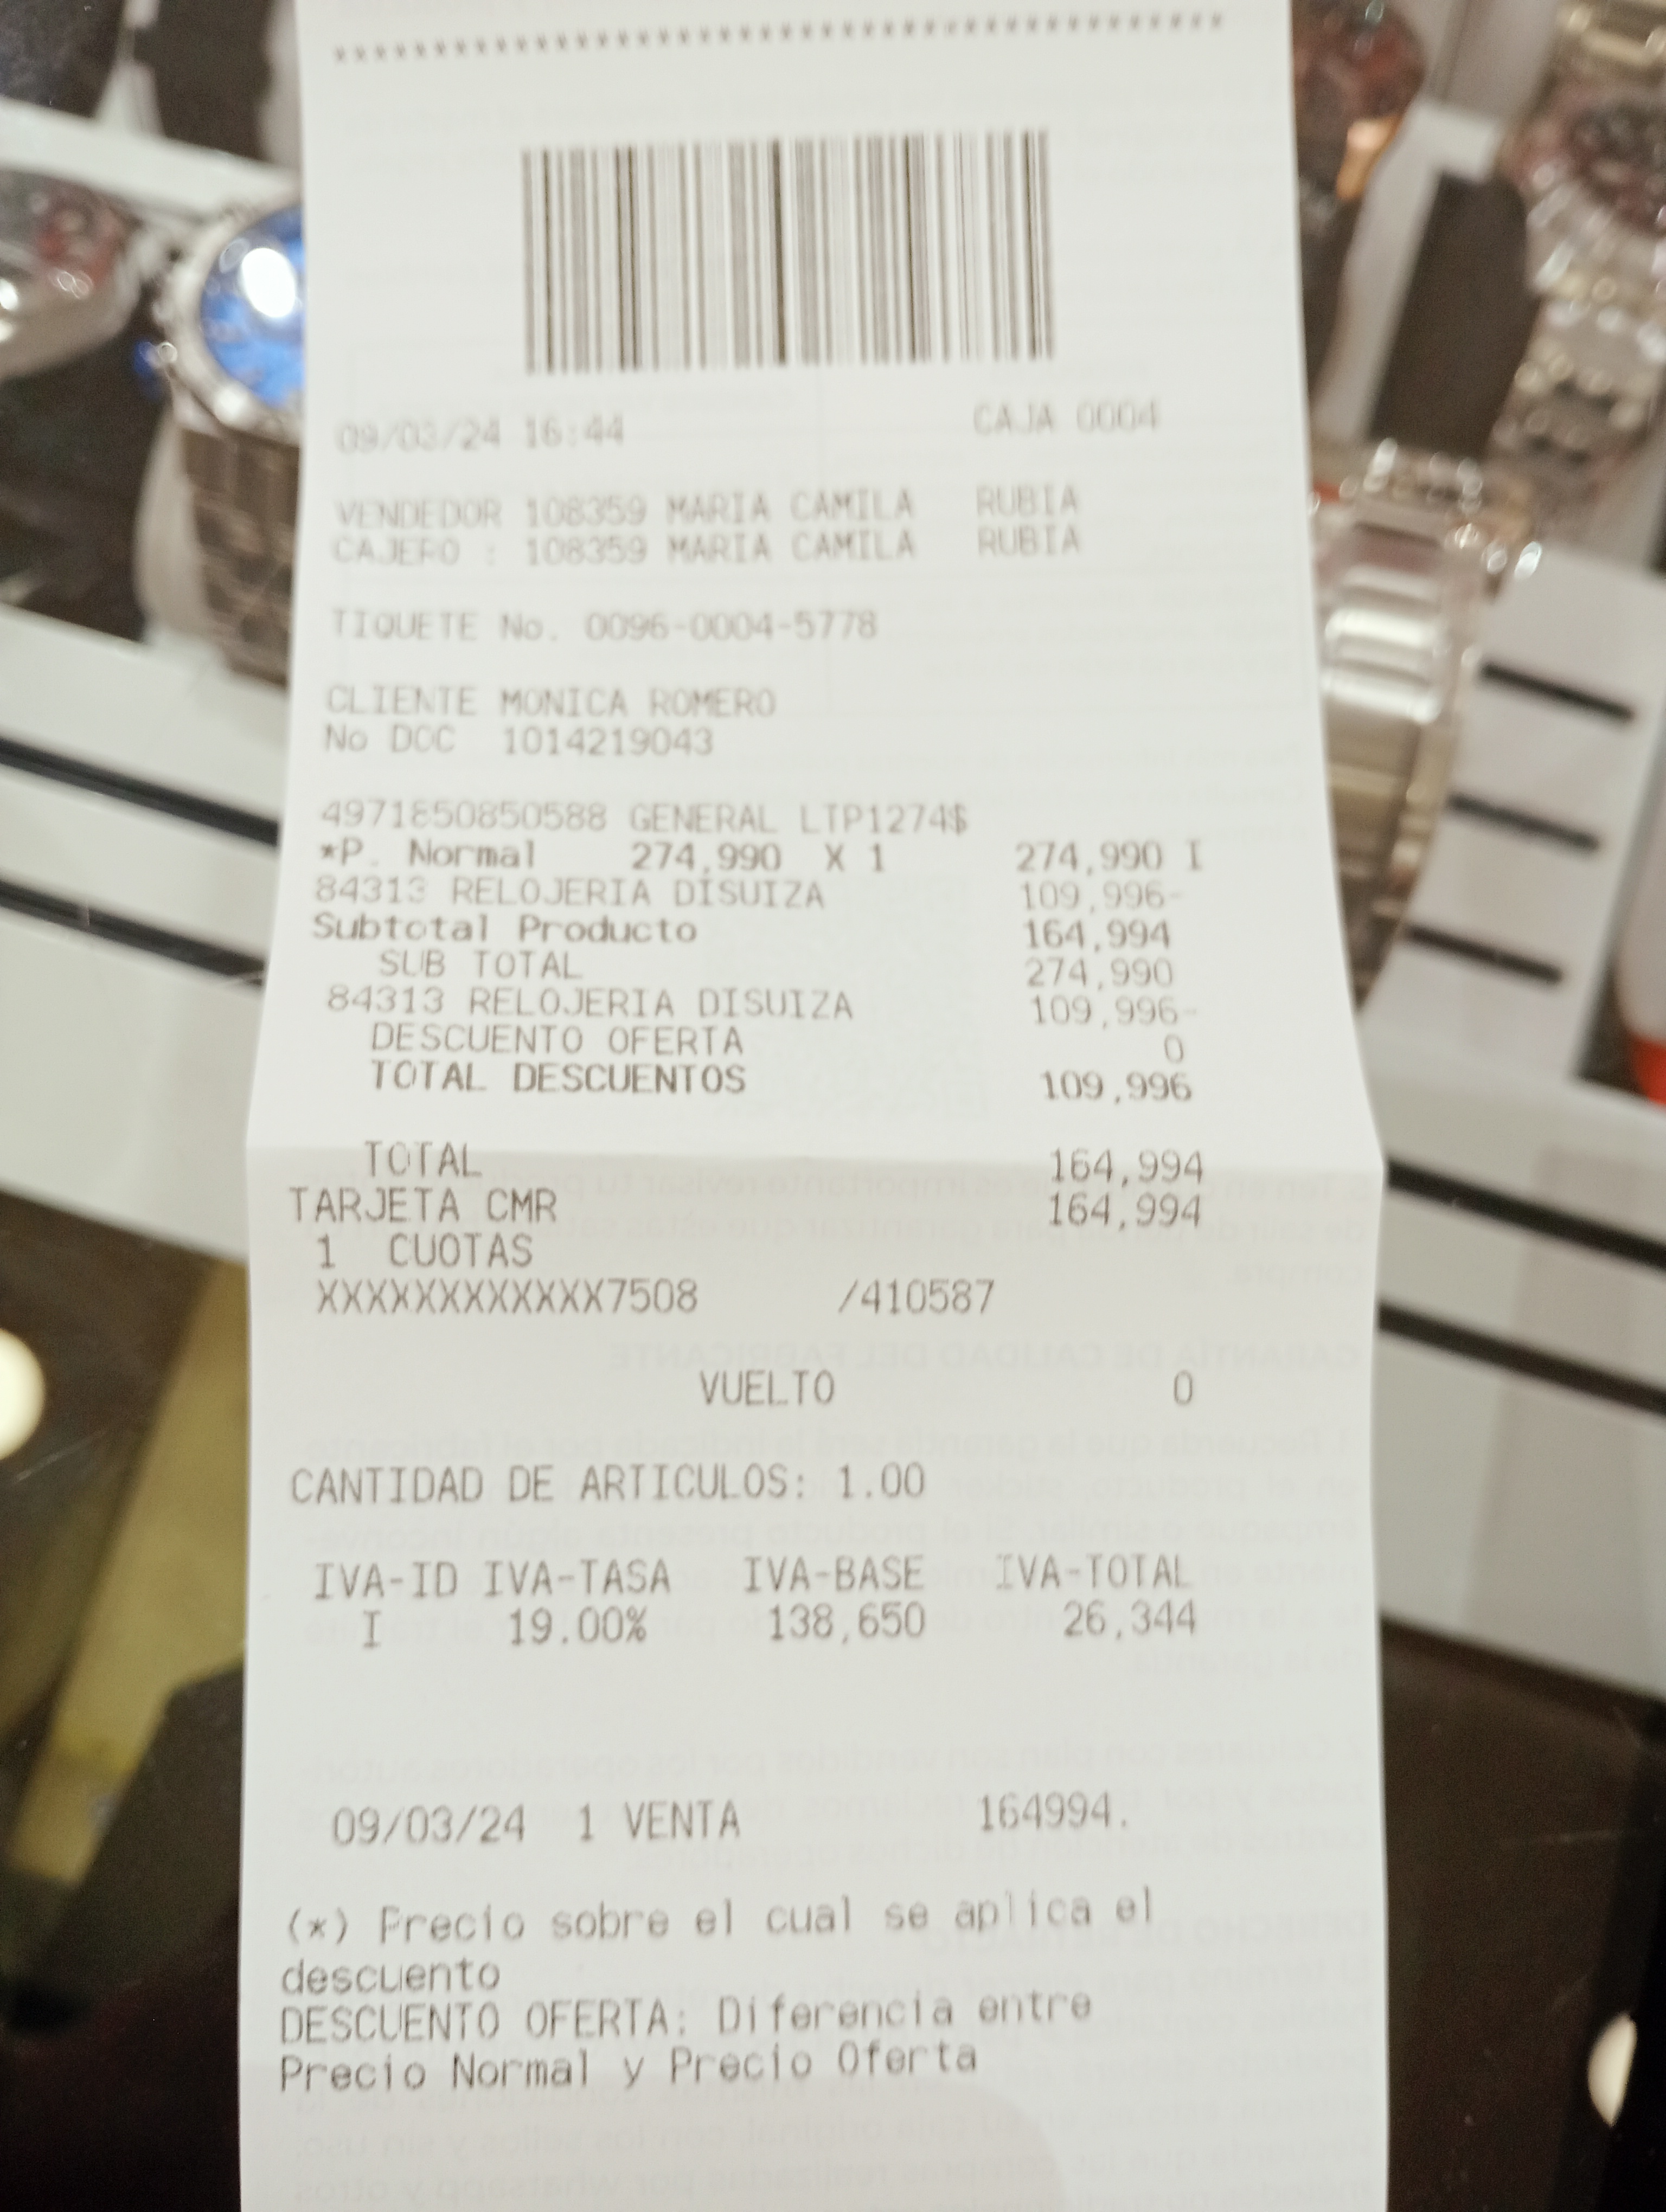 ****************************************
09/03/24 16:44 CAJA 0004
VENDEDOR 108359 MARIA CAMILA RUBIA
CAJERO : 108359 MARIA CAMILA RUBIA
TIQUETE No. 0096-0004-5778
CLIENTE MONICA ROMERO
No DOC 1014219043
4971850850588 GENERAL LTP1274$
*P. Normal 274,990 X 1 274,990 I
84313 RELOJERIA DISUIZA 109,996-
Subtotal Producto 164,994
SUB TOTAL 274,990
84313 RELOJERIA DISUIZA 109,996-
DESCUENTO OFERTA 0
TOTAL DESCUENTOS 109,996
TOTAL 164,994
TARJETA CMR 164,994
1 CUOTAS
XXXXXXXXXXXX7508 /410587
VUELTO 0
CANTIDAD DE ARTICULOS: 1.00
IVA-ID IVA-TASA IVA-BASE IVA-TOTAL
I 19.00% 138,650 26,344
09/03/24 1 VENTA 164994.
(*) Precio sobre el cual se aplica el
descuento
DESCUENTO OFERTA: Diferencia entre
Precio Normal y Precio Oferta